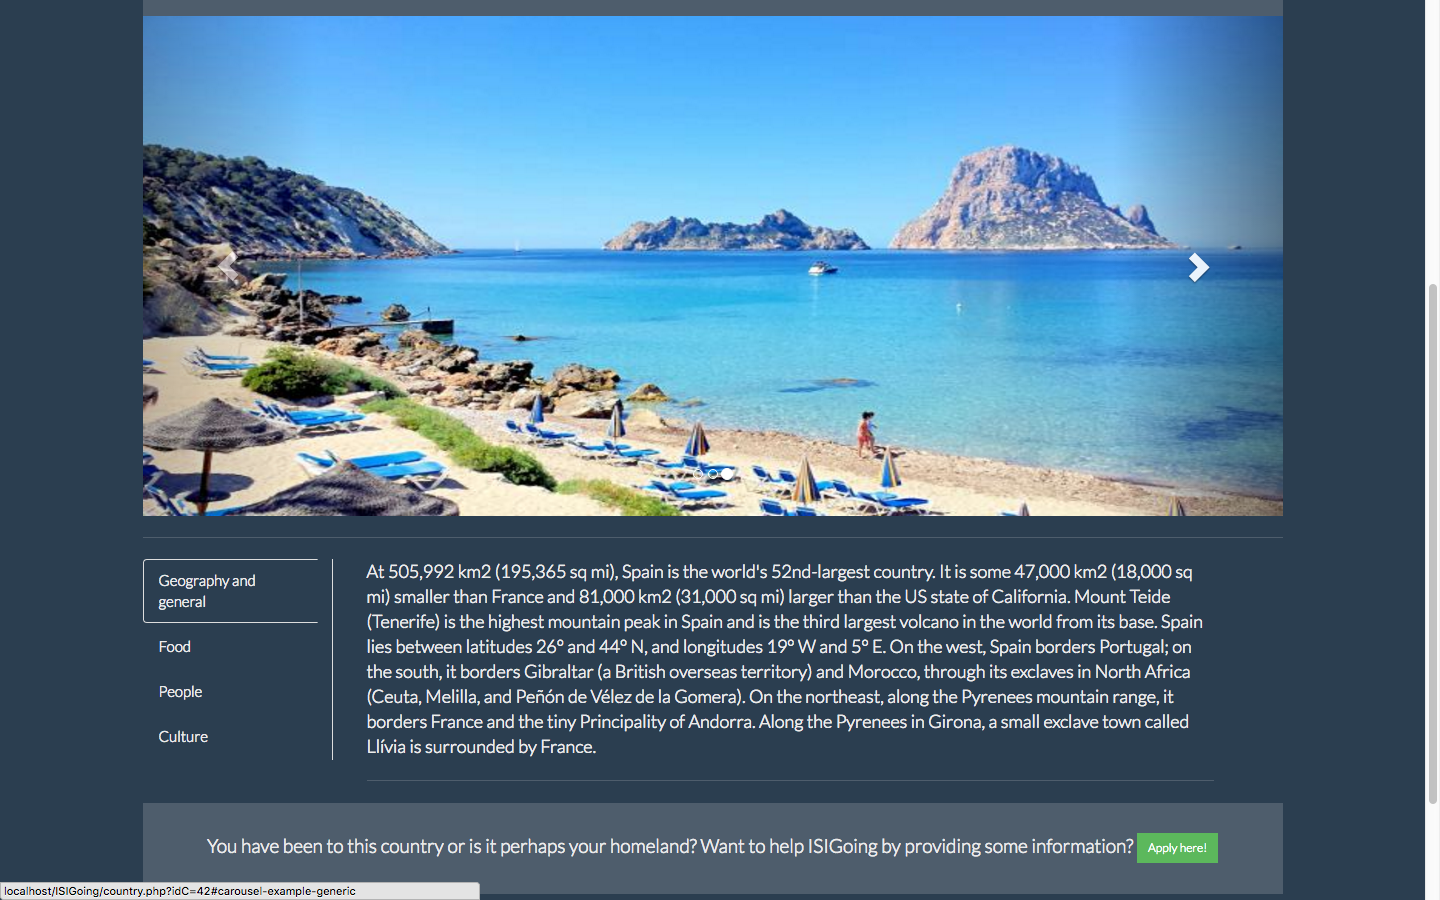 Geography and
general
Food
People
Culture
At 505,992 km2 (195,365 sq mi), Spain is the world's 52nd-largest country. It is some 47,000 km2 (18,000 sq
mi) smaller than France and 81,000 km2 (31,000 sq mi) larger than the US state of California. Mount Teide
(Tenerife) is the highest mountain peak in Spain and is the third largest volcano in the world from its base. Spain
lies between latitudes 26° and 44° N, and longitudes 19° W and 5° E. On the west, Spain borders Portugal; on
the south, it borders Gibraltar (a British overseas territory) and Morocco, through its exclaves in North Africa
(Ceuta, Melilla, and Peñón de Vélez de la Gomera). On the northeast, along the Pyrenees mountain range, it
borders France and the tiny Principality of Andorra. Along the Pyrenees in Girona, a small exclave town called
Llívia is surrounded by France.
You have been to this country or is it perhaps your homeland? Want to help ISIGoing by providing some information? Apply here!
localhost/ISIGoing/country.php?idC=42#carousel-example-generic